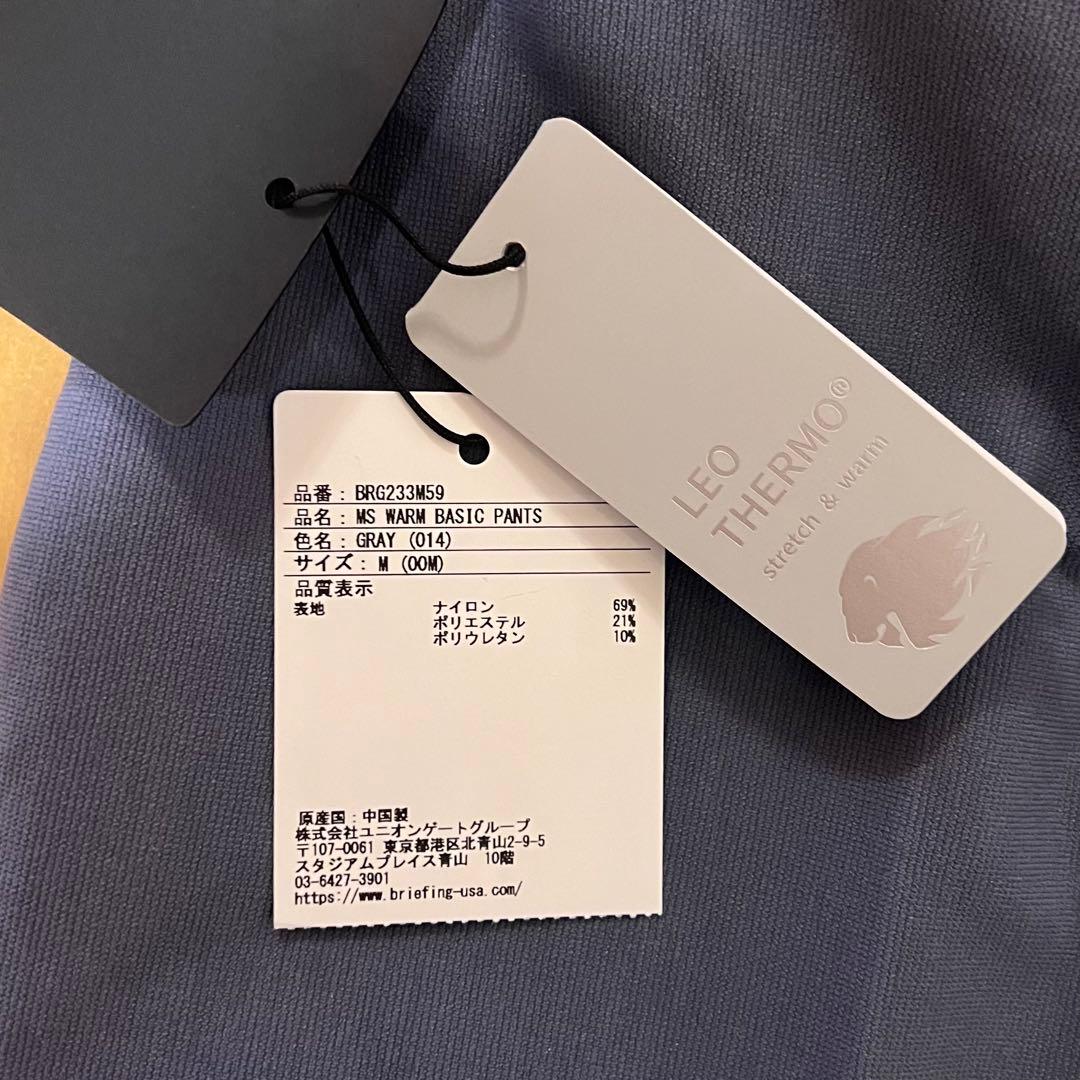 LEO
THERMO®
stretch & warm
品番 : BRG233M59
品名 : MS WARM BASIC PANTS
色名 : GRAY (014)
サイズ : M (00M)
品質表示
表地 ナイロン 69%
ポリエステル 21%
ポリウレタン 10%
原産国 : 中国製
株式会社ユニオンゲートグループ
〒107-0061 東京都港区北青山2-9-5
スタジアムプレイス青山 10階
03-6427-3901
https://www.briefing-usa.com/